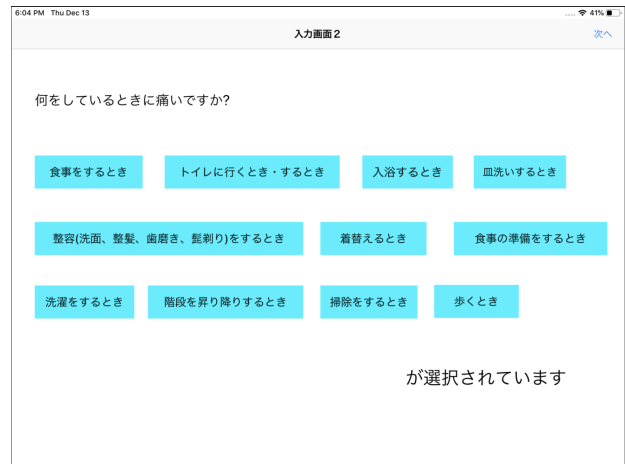 6:04 PM Thu Dec 13 41%
入力画面2 次へ
何をしているときに痛いですか?
食事をするとき トイレに行くとき・するとき 入浴するとき 皿洗いするとき
整容(洗面、整髪、歯磨き、髭剃り)をするとき 着替えるとき 食事の準備をするとき
洗濯をするとき 階段を昇り降りするとき 掃除をするとき 歩くとき
が選択されています